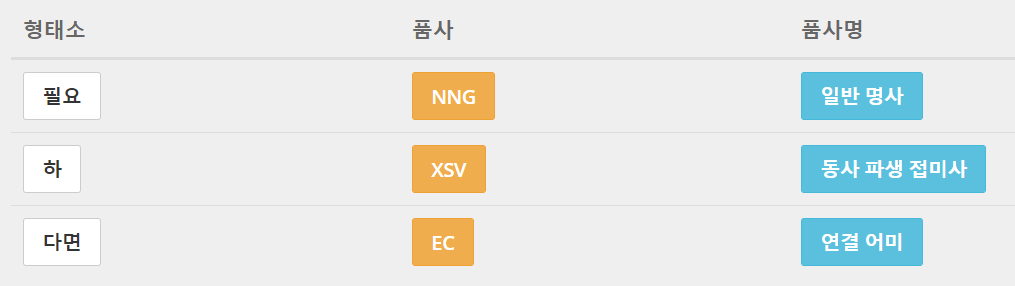 형태소 품사 품사명
필요 NNG 일반 명사
하 XSV 동사 파생 접미사
다면 EC 연결 어미